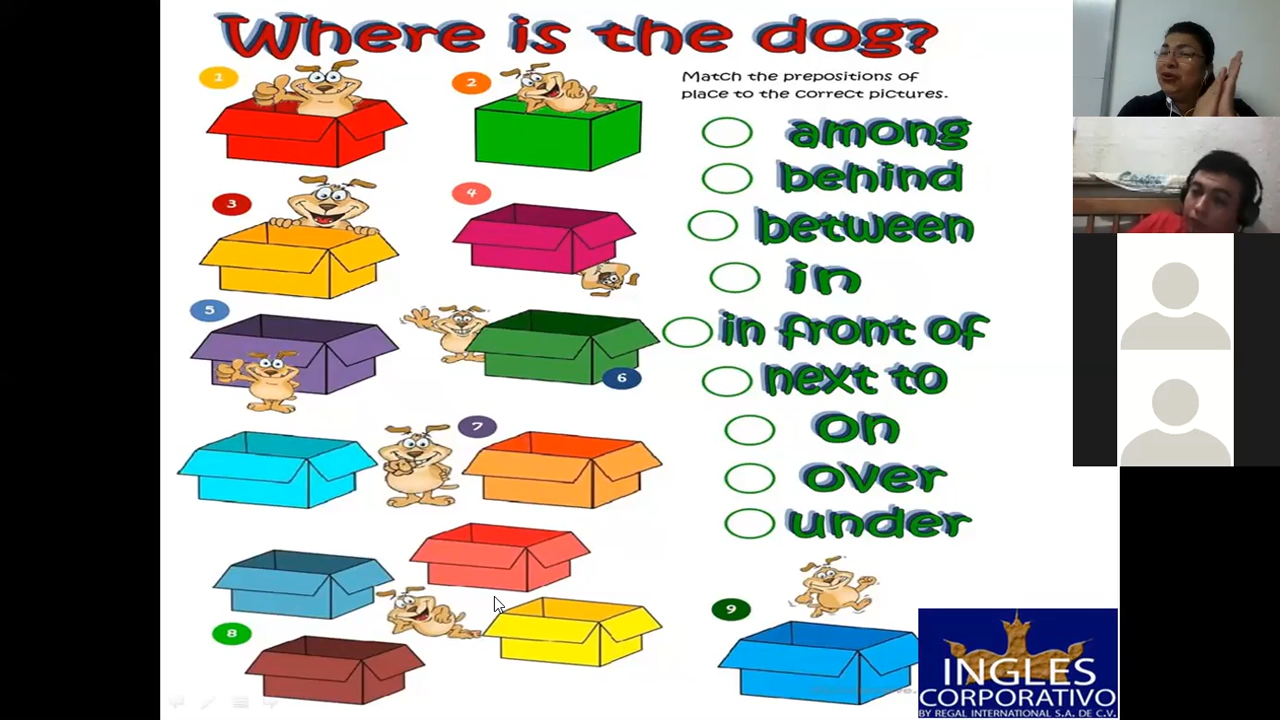 Where is the dog?
1
2
Match the prepositions of
place to the correct pictures.
among
behind
between
in
in front of
next to
on
over
under
3
4
5
6
7
8
9
INGLES
CORPORATIVO
BY REGAL INTERNATIONAL S.A. DE C.V.